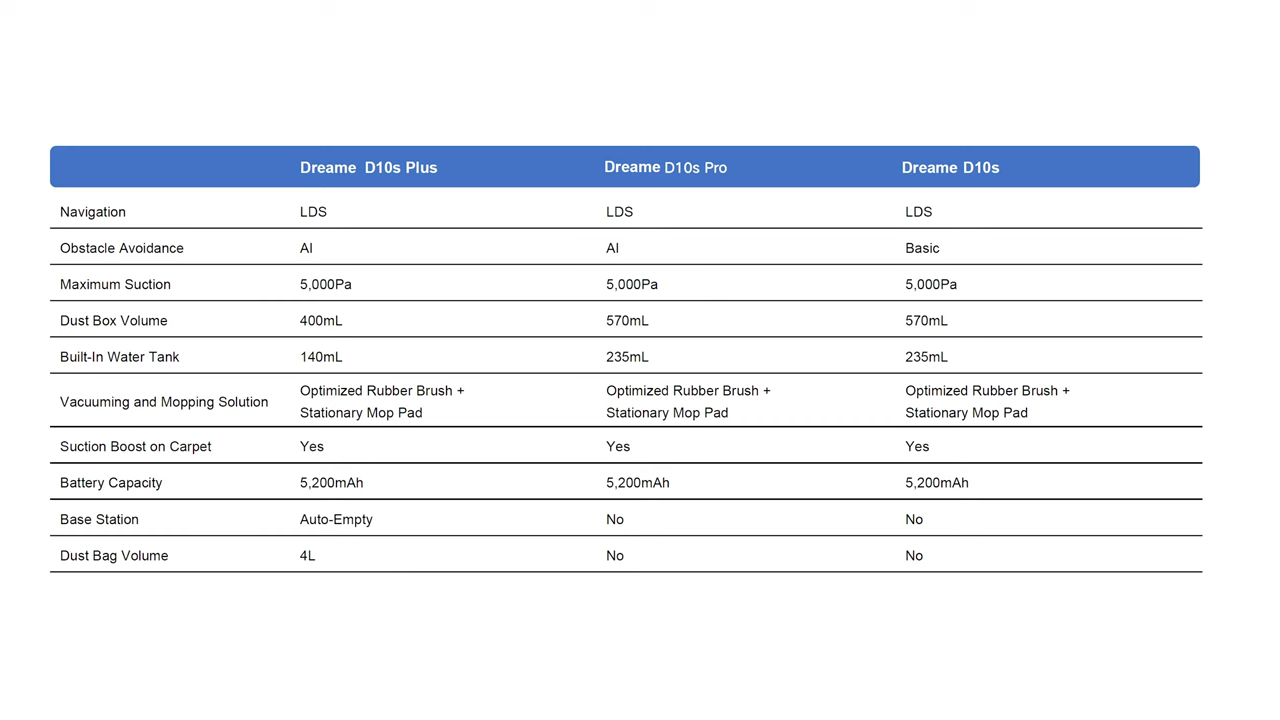 Dreame D10s Plus Dreame D10s Pro Dreame D10s
Navigation LDS LDS LDS
Obstacle Avoidance AI AI Basic
Maximum Suction 5,000Pa 5,000Pa 5,000Pa
Dust Box Volume 400mL 570mL 570mL
Built-In Water Tank 140mL 235mL 235mL
Vacuuming and Mopping Solution Optimized Rubber Brush + Optimized Rubber Brush + Optimized Rubber Brush +
Stationary Mop Pad Stationary Mop Pad Stationary Mop Pad
Suction Boost on Carpet Yes Yes Yes
Battery Capacity 5,200mAh 5,200mAh 5,200mAh
Base Station Auto-Empty No No
Dust Bag Volume 4L No No